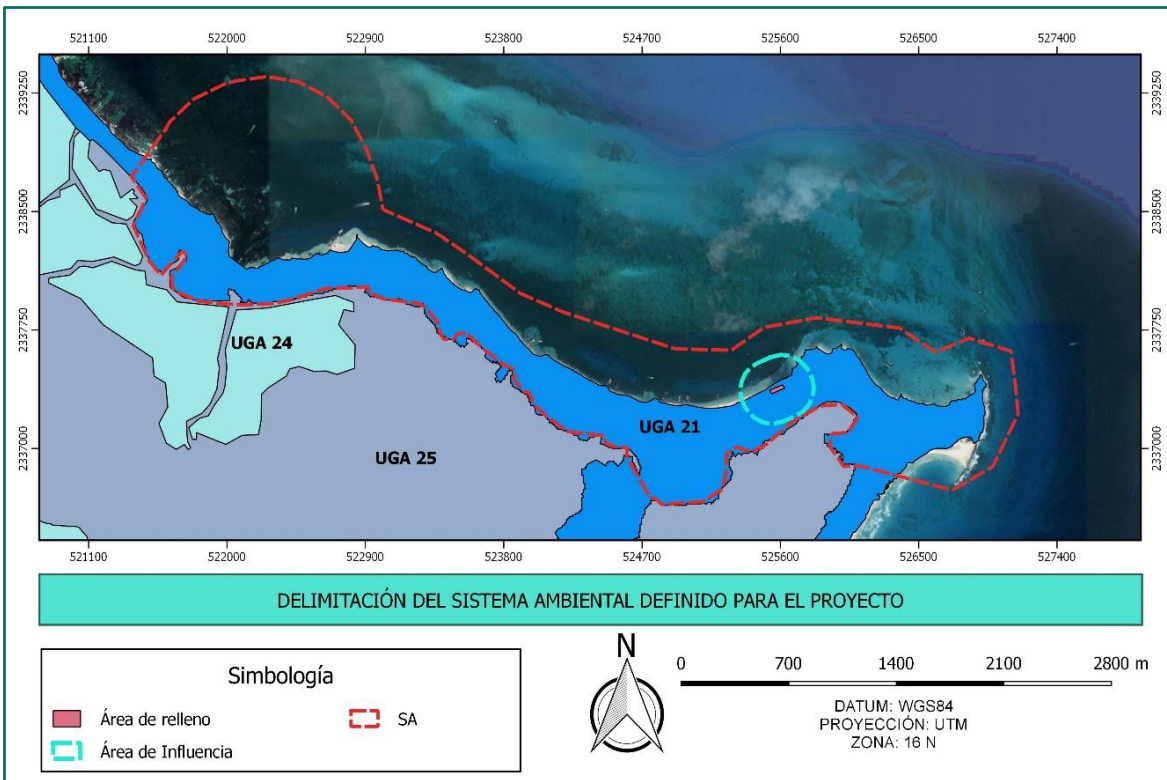 521100 522000 522900 523800 524700 525600 526500 527400
2339250 2339250
2338500 2338500
2337750 2337750
2337000 2337000
UGA 24
UGA 21
UGA 25
521100 522000 522900 523800 524700 525600 526500 527400
DELIMITACIÓN DEL SISTEMA AMBIENTAL DEFINIDO PARA EL PROYECTO
Simbología
Área de relleno
SA
Área de Influencia
N
0 700 1400 2100 2800 m
DATUM: WGS84
PROYECCIÓN: UTM
ZONA: 16 N